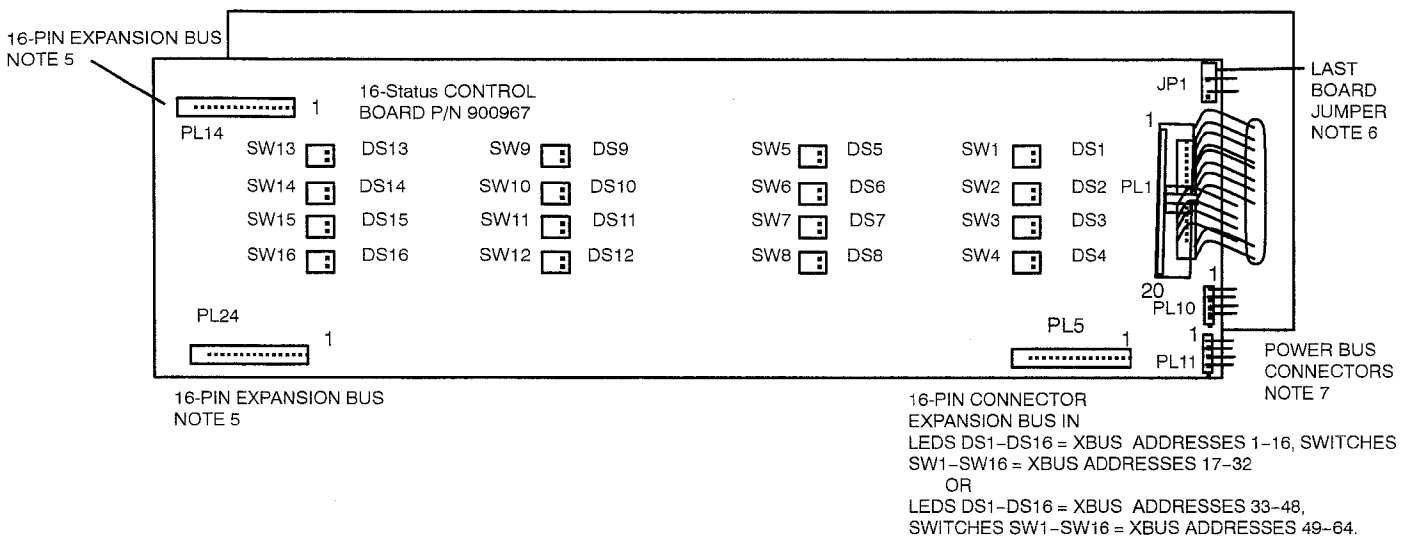 16-PIN EXPANSION BUS
NOTE 5
16-Status CONTROL
BOARD P/N 900967
1
PL14
JP1
LAST
BOARD
JUMPER
NOTE 6
1
SW13 DS13 SW9 DS9 SW5 DS5 SW1 DS1
SW14 DS14 SW10 DS10 SW6 DS6 SW2 DS2 PL1
SW15 DS15 SW11 DS11 SW7 DS7 SW3 DS3
SW16 DS16 SW12 DS12 SW8 DS8 SW4 DS4
20
1
PL10
PL24
1
PL5
1
1
PL11
POWER BUS
CONNECTORS
NOTE 7
16-PIN EXPANSION BUS
NOTE 5
16-PIN CONNECTOR
EXPANSION BUS IN
LEDS DS1-DS16 = XBUS ADDRESSES 1-16, SWITCHES
SW1-SW16 = XBUS ADDRESSES 17-32
OR
LEDS DS1-DS16 = XBUS ADDRESSES 33-48,
SWITCHES SW1-SW16 = XBUS ADDRESSES 49-64.